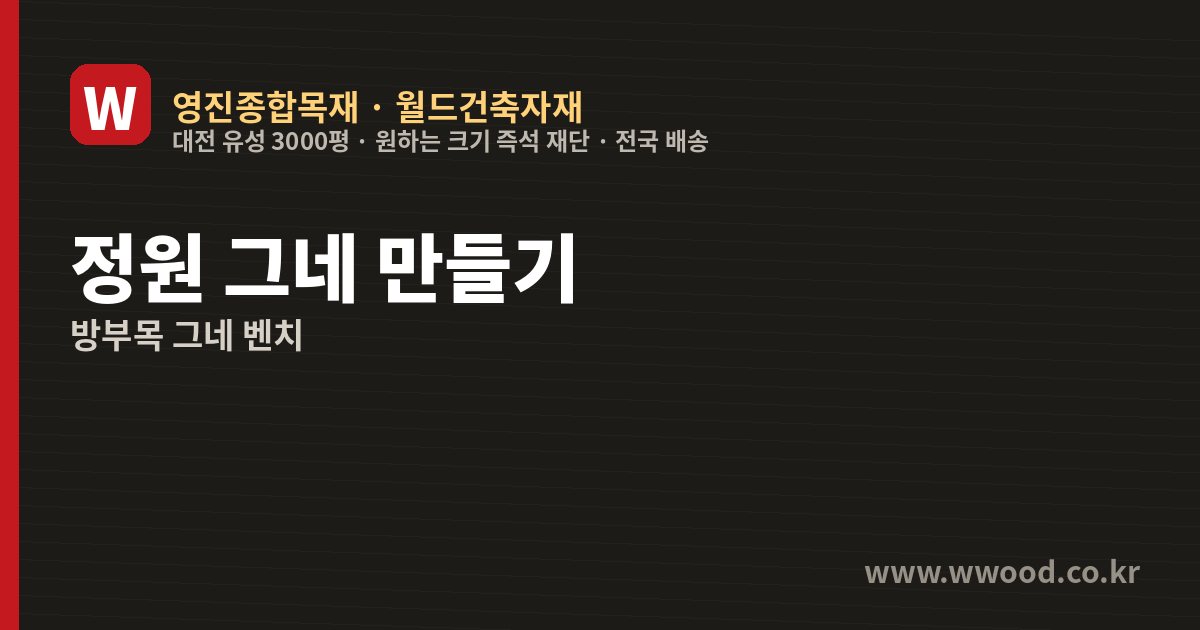 W
영진종합목재 · 월드건축자재
대전 유성 3000평 · 원하는 크기 즉석 재단 · 전국 배송
정원 그네 만들기
방부목 그네 벤치
www.wwood.co.kr